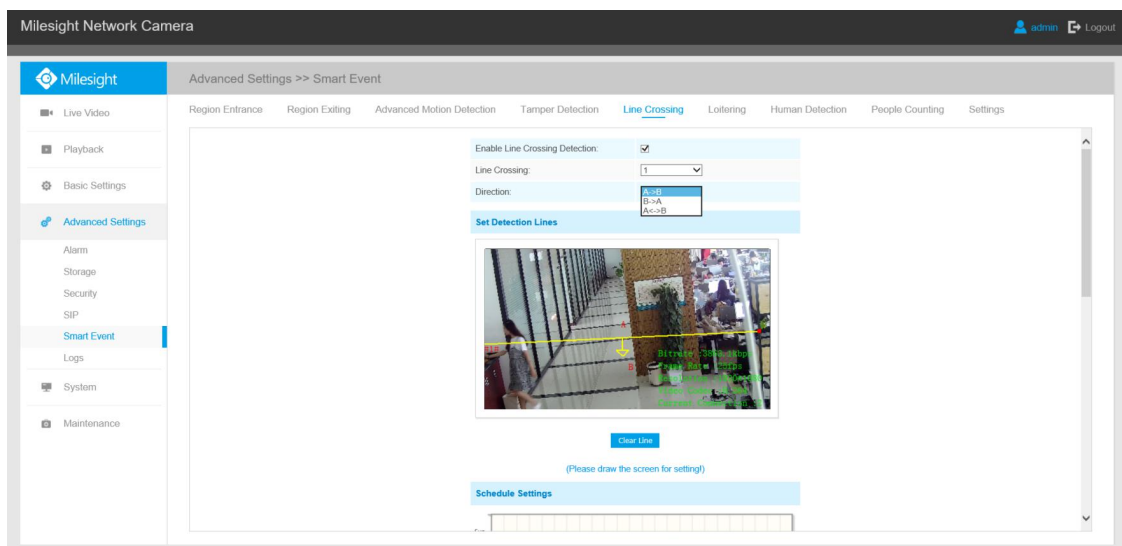 Milesight Network Camera
admin Logout
Milesight
Advanced Settings >> Smart Event
Live Video
Playback
Basic Settings
Advanced Settings
Alarm
Storage
Security
SIP
Smart Event
Logs
System
Maintenance
Region Entrance Region Exiting Advanced Motion Detection Tamper Detection Line Crossing Loitering Human Detection People Counting Settings
Enable Line Crossing Detection:
Line Crossing: 1
Direction: A->B
B->A
A<->B
Set Detection Lines
A
B
Bitrate
Clear Line
(Please draw the screen for setting!)
Schedule Settings